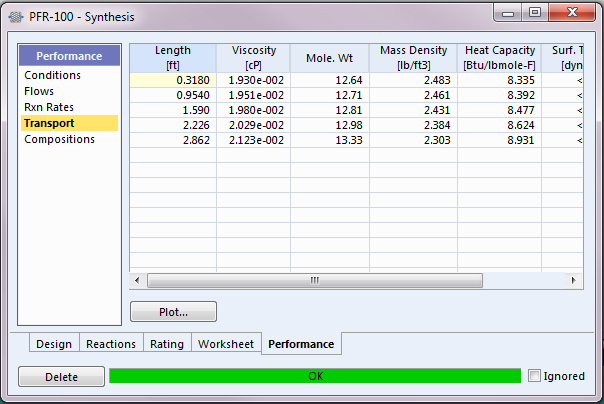 PFR-100 - Synthesis
Performance
Conditions
Flows
Rxn Rates
Transport
Compositions
Length Viscosity Mole. Wt Mass Density Heat Capacity Surf. T
[ft] [cP] [lb/ft3] [Btu/lbmole-F] [dyn
0.3180 1.930e-002 12.64 2.483 8.335 <
0.9540 1.951e-002 12.71 2.461 8.392 <
1.590 1.980e-002 12.81 2.431 8.477 <
2.226 2.029e-002 12.98 2.384 8.624 <
2.862 2.123e-002 13.33 2.303 8.931 <
Plot...
Design Reactions Rating Worksheet Performance
Delete OK Ignored